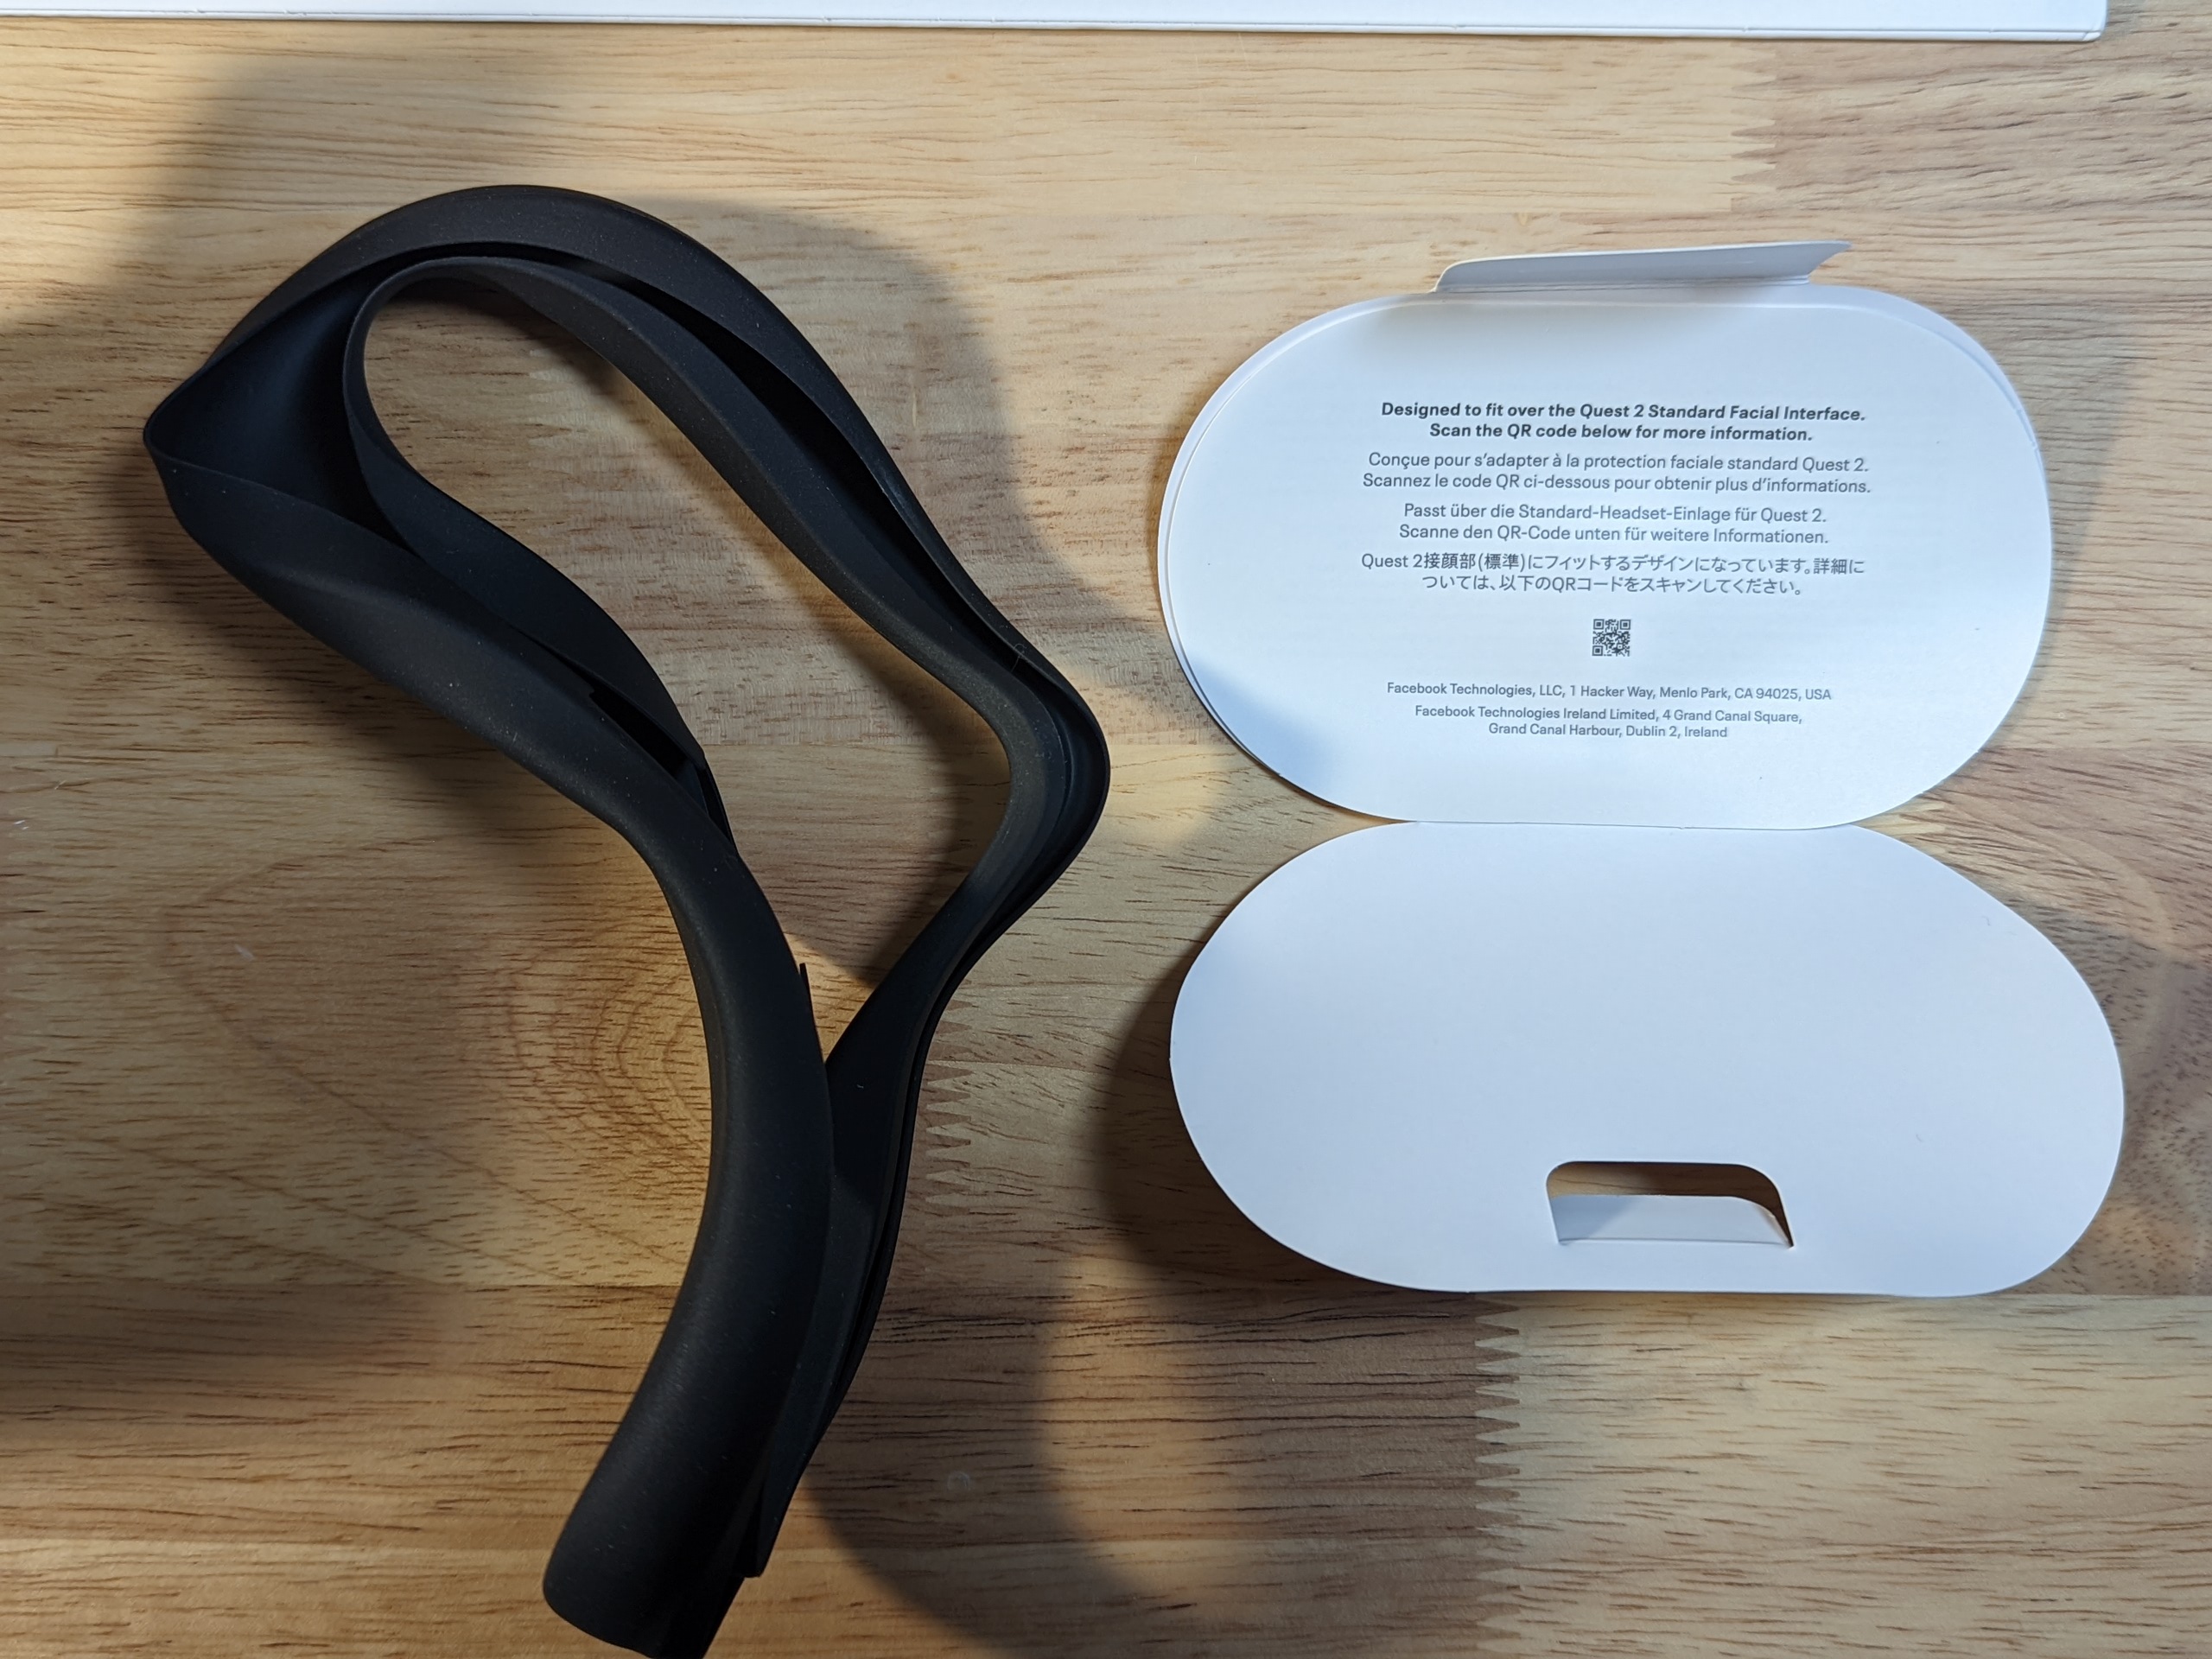 Designed to fit over the Quest 2 Standard Facial Interface.
Scan the QR code below for more information.
Conçue pour s'adapter à la protection faciale standard Quest 2.
Scannez le code QR ci-dessous pour obtenir plus d'informations.
Passt über die Standard-Headset-Einlage für Quest 2.
Scanne den QR-Code unten für weitere Informationen.
Quest 2接顔部(標準)にフィットするデザインになっています。詳細に
ついては、以下のQRコードをスキャンしてください。
Facebook Technologies, LLC, 1 Hacker Way, Menlo Park, CA 94025, USA
Facebook Technologies Ireland Limited, 4 Grand Canal Square,
Grand Canal Harbour, Dublin 2, Ireland